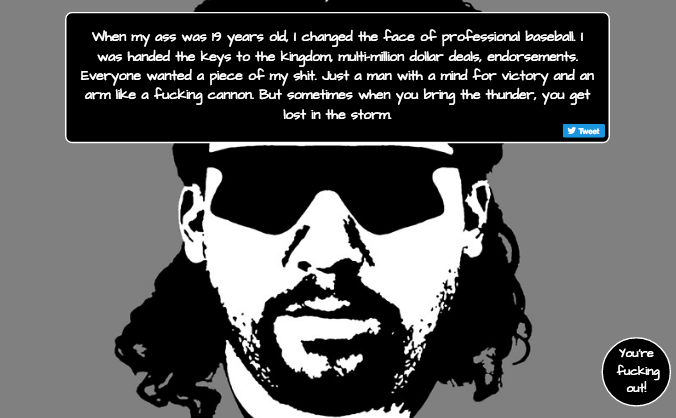 When my ass was 19 years old, I changed the face of professional baseball. I
was handed the keys to the kingdom, multi-million dollar deals, endorsements.
Everyone wanted a piece of my shit. Just a man with a mind for victory and an
arm like a fucking cannon. But sometimes when you bring the thunder, you get
lost in the storm.
Tweet
You're
fucking
out!